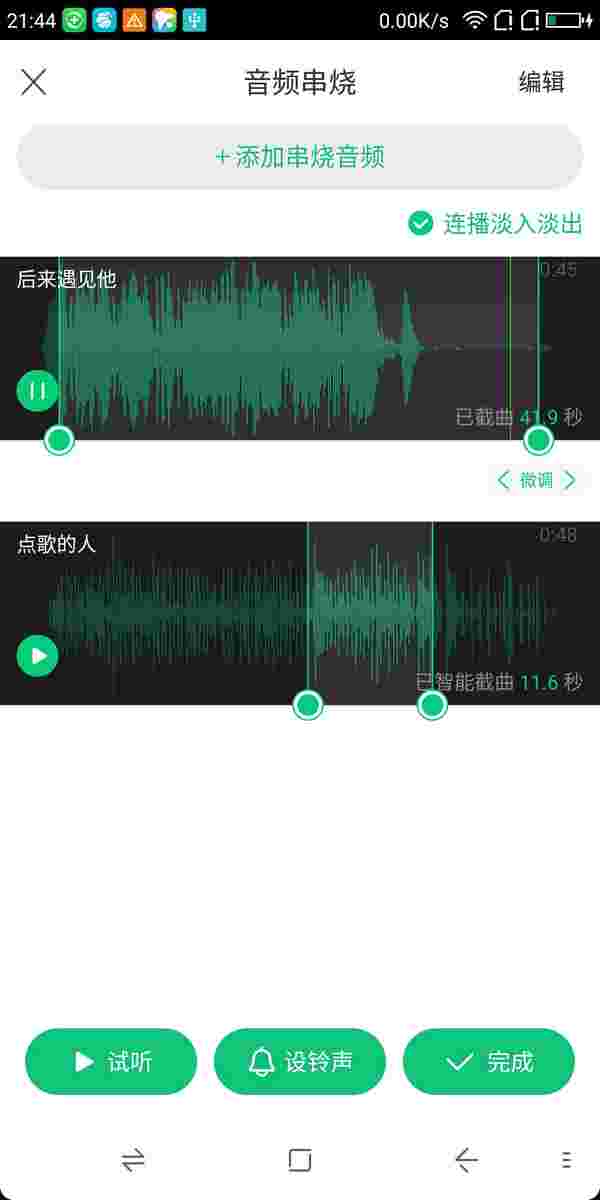 21:44 0.00K/s
音频串烧 编辑
+添加串烧音频
连播淡入淡出
后来遇见他 0:45
已截曲 41.9 秒
微调
点歌的人 0:48
已智能截曲 11.6 秒
试听 设铃声 完成